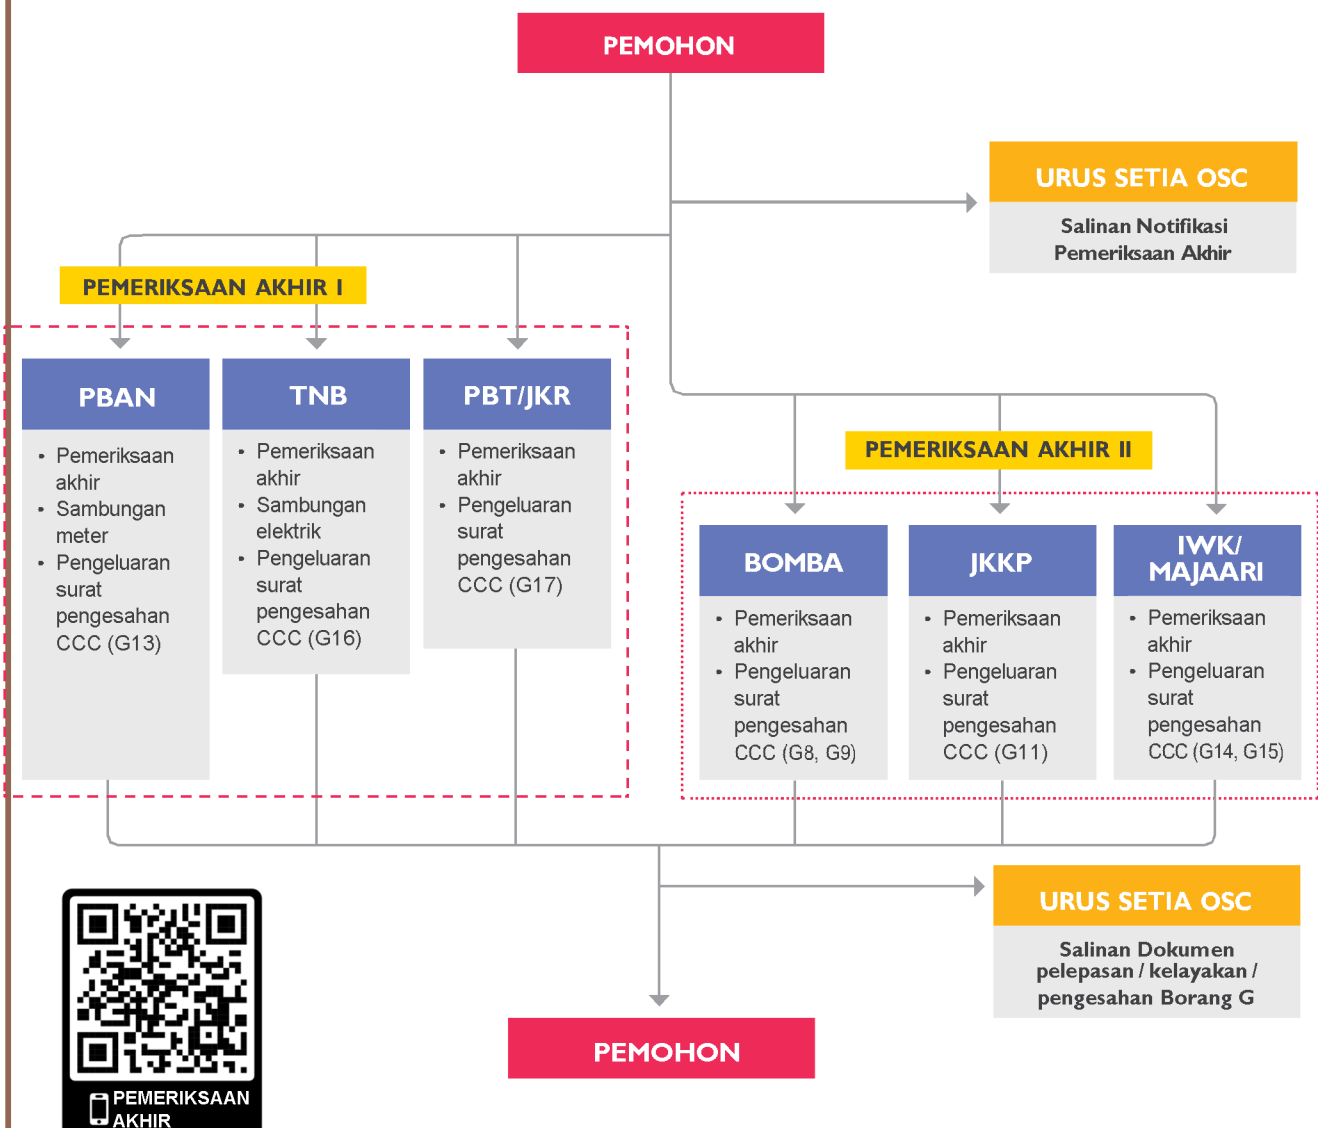 PEMOHON
URUS SETIA OSC
Salinan Notifikasi
Pemeriksaan Akhir
PEMERIKSAAN AKHIR I
PBAN
• Pemeriksaan
akhir
• Sambungan
meter
• Pengeluaran
surat
pengesahan
CCC (G13)
TNB
• Pemeriksaan
akhir
• Sambungan
elektrik
• Pengeluaran
surat
pengesahan
CCC (G16)
PBT/JKR
• Pemeriksaan
akhir
• Pengeluaran
surat
pengesahan
CCC (G17)
PEMERIKSAAN AKHIR II
BOMBA
• Pemeriksaan
akhir
• Pengeluaran
surat
pengesahan
CCC (G8, G9)
JKKP
• Pemeriksaan
akhir
• Pengeluaran
surat
pengesahan
CCC (G11)
IWK/
MAJAARI
• Pemeriksaan
akhir
• Pengeluaran
surat
pengesahan
CCC (G14, G15)
URUS SETIA OSC
Salinan Dokumen
pelepasan / kelayakan /
pengesahan Borang G
PEMOHON
PEMERIKSAAN
AKHIR